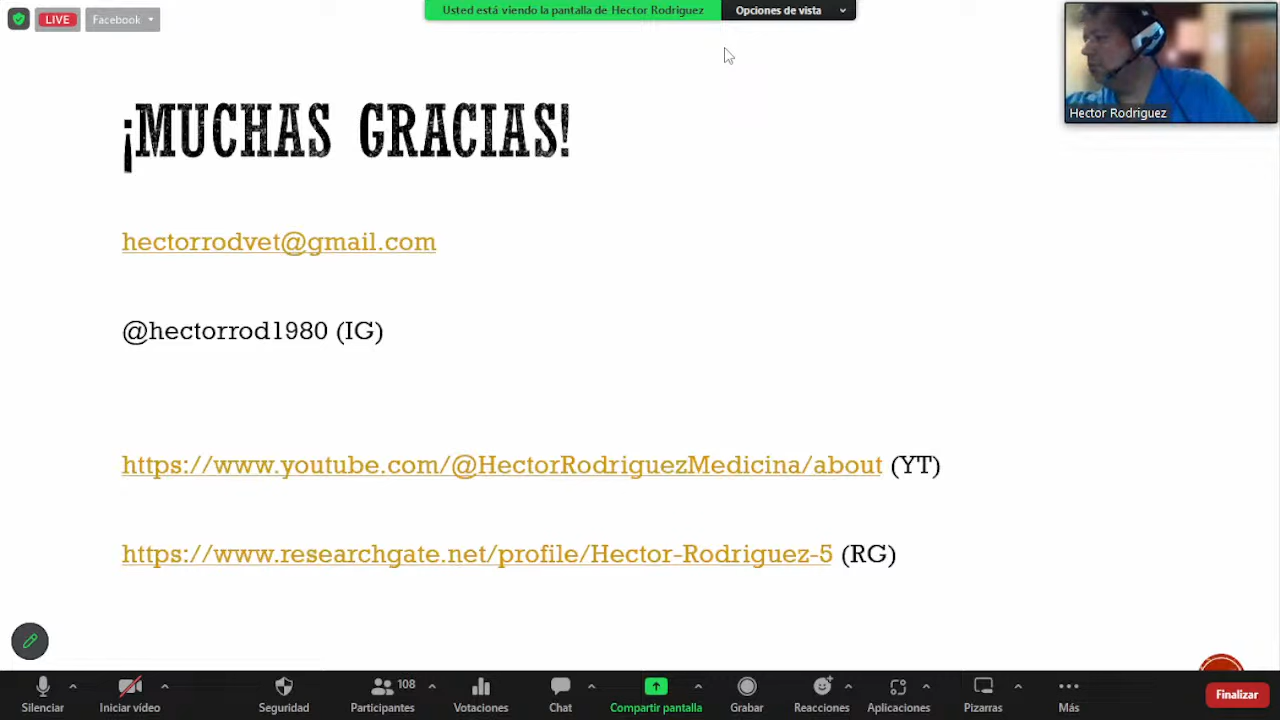 LIVE
Facebook
Usted está viendo la pantalla de Hector Rodriguez
Opciones de vista
Hector Rodriguez
¡MUCHAS GRACIAS!
hectorrodvet@gmail.com
@hectorrod1980 (IG)
https://www.youtube.com/@HectorRodriguezMedicina/about (YT)
https://www.researchgate.net/profile/Hector-Rodriguez-5 (RG)
108
Silenciar
Iniciar vídeo
Seguridad
Participantes
Votaciones
Chat
Compartir pantalla
Grabar
Reacciones
Aplicaciones
Pizarras
Más
Finalizar